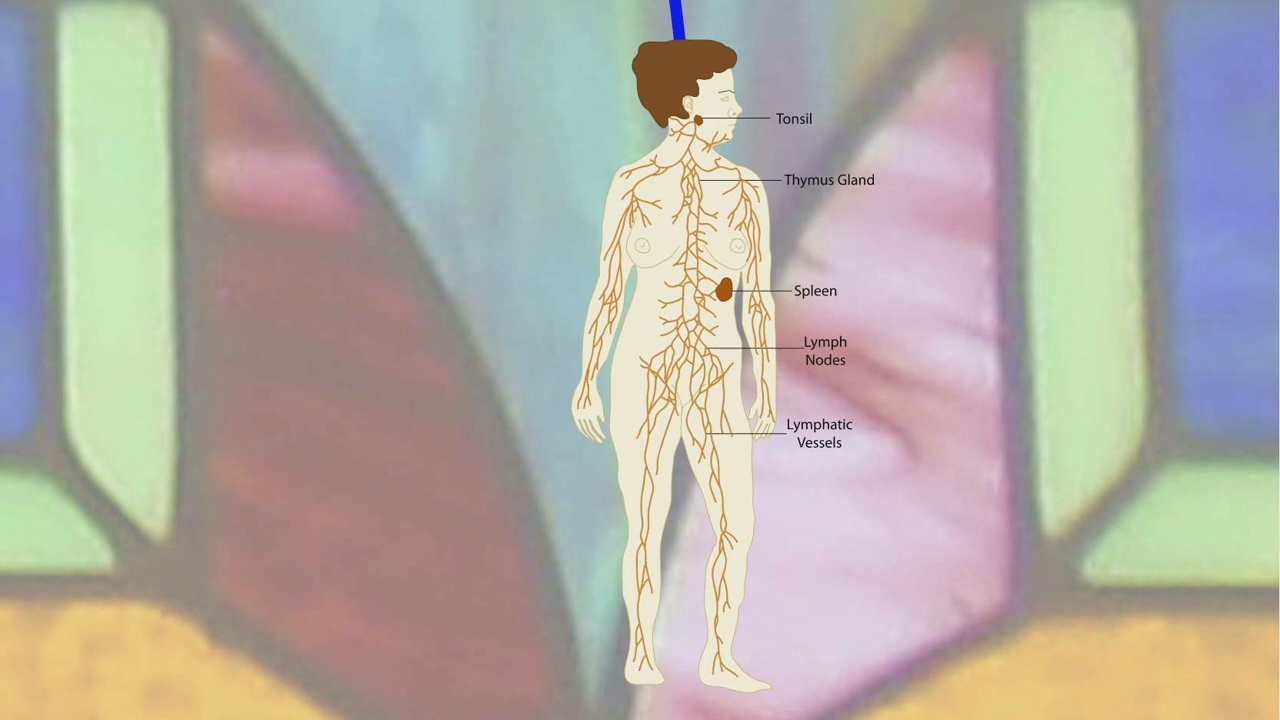 Tonsil
Thymus Gland
Spleen
Lymph
Nodes
Lymphatic
Vessels